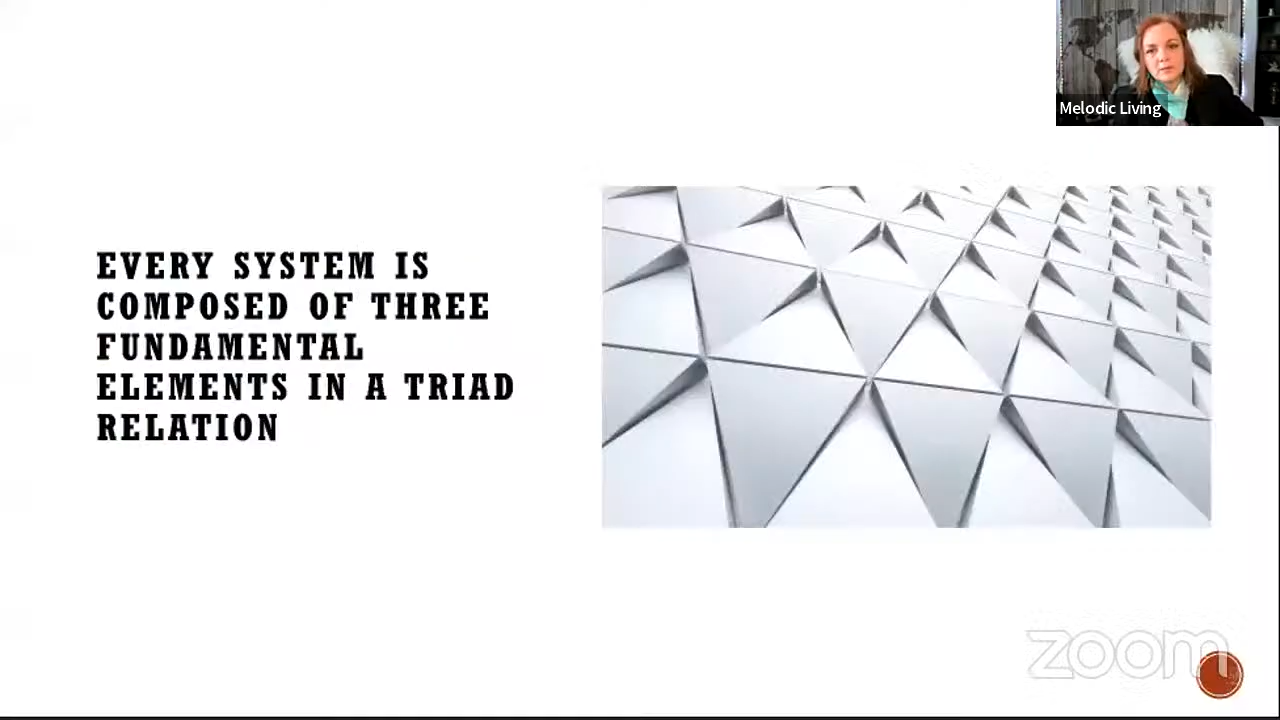 Melodic Living
EVERY SYSTEM IS
COMPOSED OF THREE
FUNDAMENTAL
ELEMENTS IN A TRIAD
RELATION
zoom